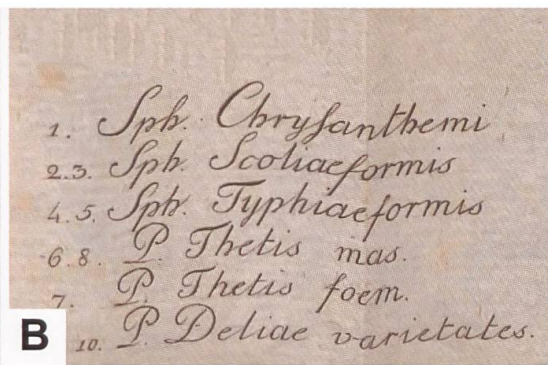 1. Sph. Chrysanthemi
2.3. Sph. Scoliaeformis
4.5. Sph. Typhiaeformis
6.8. P. Thetis mas.
7. P. Thetis foem.
10. P. Deliae varietates.
B